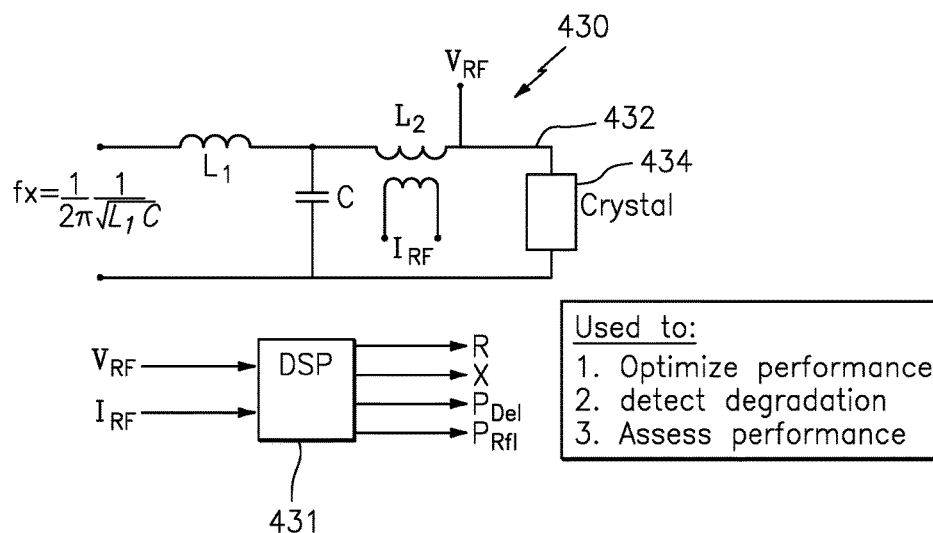 430
V_RF
L_2
432
L_1
434
fx=1/2π 1/√L_1 C
C
Crystal
I_RF
Used to:
1. Optimize performance
2. detect degradation
3. Assess performance
V_RF
I_RF
DSP
R
X
P_Del
P_Rfl
431